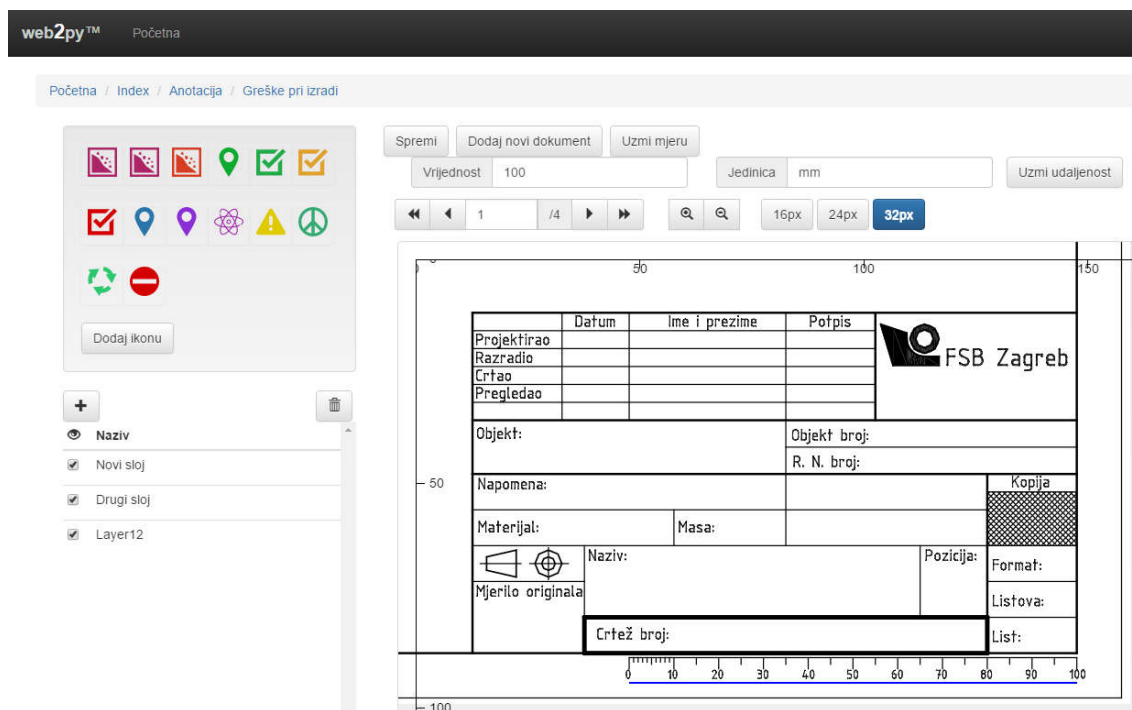 web2py™ Početna
Početna / Index / Anotacija / Greške pri izradi
Spremi Dodaj novi dokument Uzmi mjeru
Vrijednost 100 Jedinica mm Uzmi udaljenost
1 /4 16px 24px 32px
Dodaj ikonu
Naziv
Novi sloj
Drugi sloj
Layer12
0 50 100 150
Datum Ime i prezime Potpis
Projektirao
Razradio
Crtao
Pregledao
FSB Zagreb
Objekt: Objekt broj:
R. N. broj:
50
Napomena: Kopija
Materijal: Masa:
Naziv: Pozicija: Format:
Mjerilo originala
Listova:
Crtež broj: List:
0 10 20 30 40 50 60 70 80 90 100
100